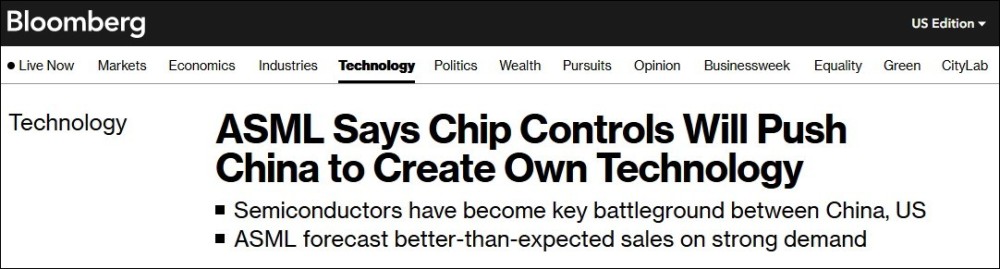 Bloomberg
US Edition
Live Now Markets Economics Industries Technology Politics Wealth Pursuits Opinion Businessweek Equality Green CityLab
Technology
ASML Says Chip Controls Will Push
China to Create Own Technology
Semiconductors have become key battleground between China, US
ASML forecast better-than-expected sales on strong demand